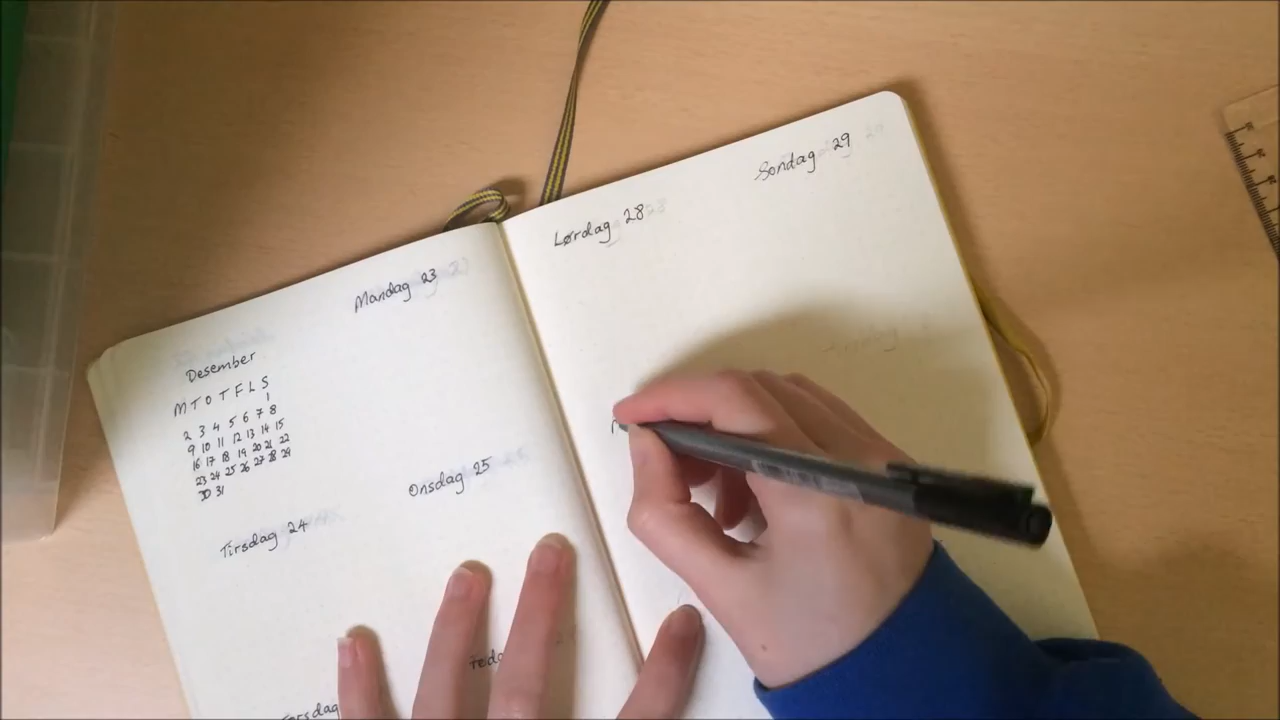 Desember
M T O T F L S
1
2 3 4 5 6 7 8
9 10 11 12 13 14 15
16 17 18 19 20 21 22
23 24 25 26 27 28 29
30 31
Mandag 23
Tirsdag 24
Onsdag 25
Torsdag
redag
Lørdag 28
Søndag 29